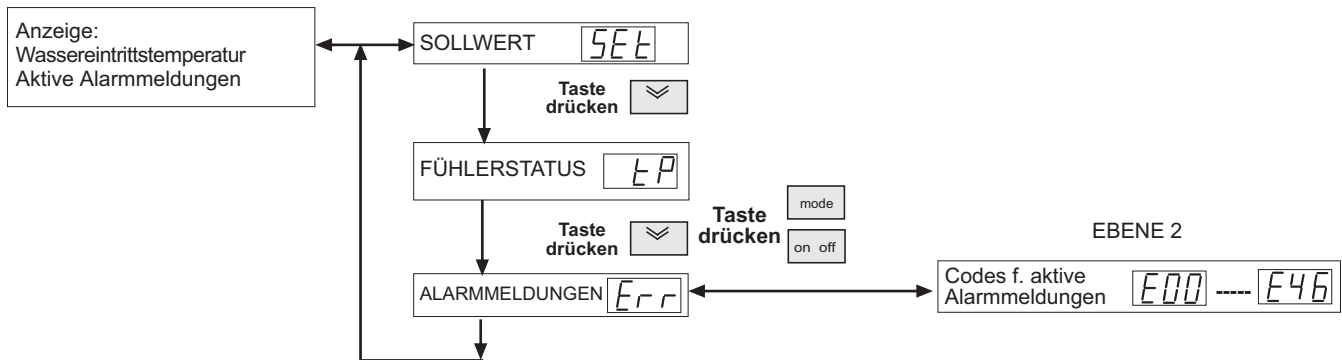 Anzeige:
Wassereintrittstemperatur
Aktive Alarmmeldungen
SOLLWERT SEt
Taste
drücken
FÜHLERSTATUS tP
Taste
drücken
Taste
drücken
mode
on off
ALARMMELDUNGEN Err
EBENE 2
Codes f. aktive
Alarmmeldungen E00 ----- E46